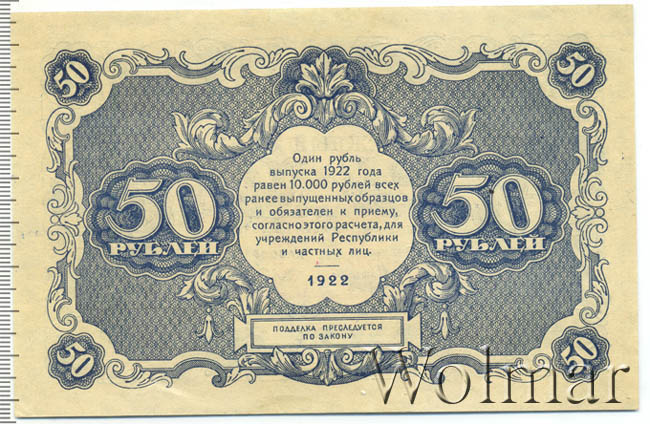 50 50
Один рубль
выпуска 1922 года
равен 10.000 рублей всех
ранее выпущенных образцов
и обязателен к приему,
согласно этого расчета, для
учреждений Республики
и частных лиц.
1922
50 РУБЛЕЙ
50 РУБЛЕЙ
ПОДДЕЛКА ПРЕСЛЕДУЕТСЯ
ПО ЗАКОНУ
50 50
Wolmar